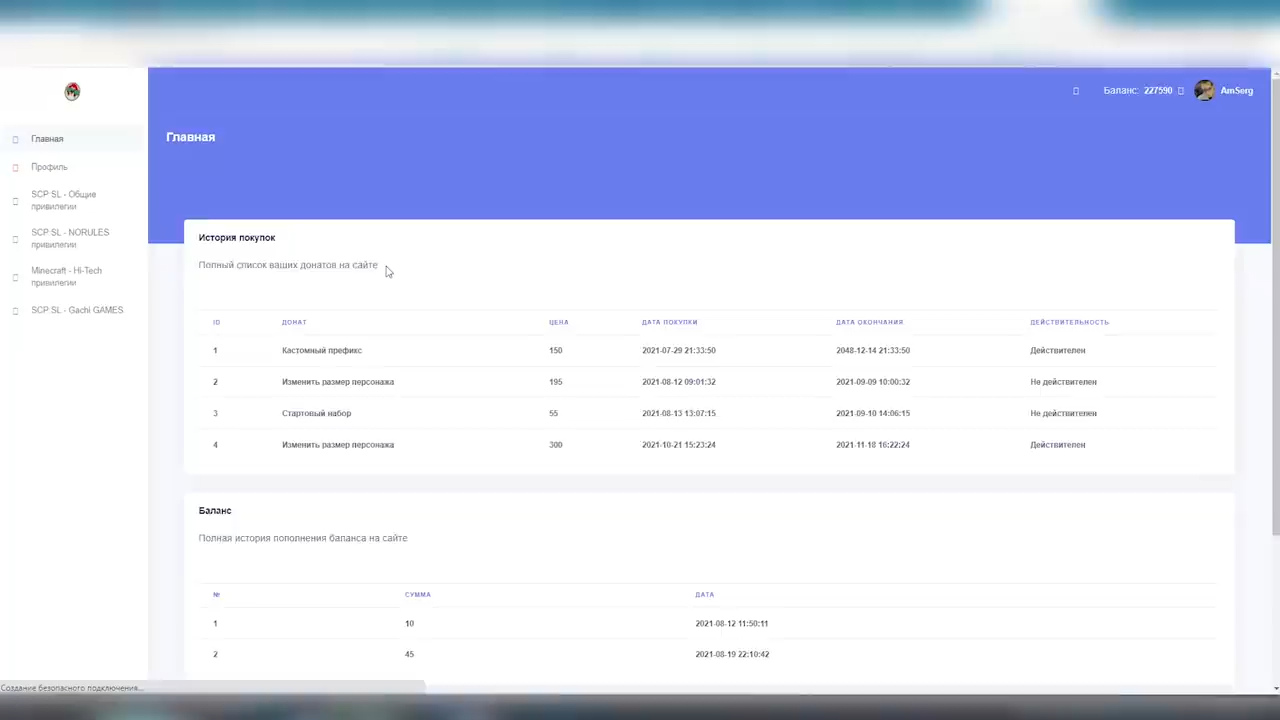 Баланс: 227590 AmSerg
Главная
Главная
Профиль
SCP SL - Общие
привилегии
SCP SL - NORULES
привилегии
Minecraft - Hi-Tech
привилегии
SCP SL - Gachi GAMES
История покупок
Полный список ваших донатов на сайте
ID ДОНАТ ЦЕНА ДАТА ПОКУПКИ ДАТА ОКОНЧАНИЯ ДЕЙСТВИТЕЛЬНОСТЬ
1 Кастомный префикс 150 2021-07-29 21:33:50 2048-12-14 21:33:50 Действителен
2 Изменить размер персонажа 195 2021-08-12 09:01:32 2021-09-09 10:00:32 Не действителен
3 Стартовый набор 55 2021-08-13 13:07:15 2021-09-10 14:06:15 Не действителен
4 Изменить размер персонажа 300 2021-10-21 15:23:24 2021-11-18 16:22:24 Действителен
Баланс
Полная история пополнения баланса на сайте
№ СУММА ДАТА
1 10 2021-08-12 11:50:11
2 45 2021-08-19 22:10:42
Создание безопасного подключения...